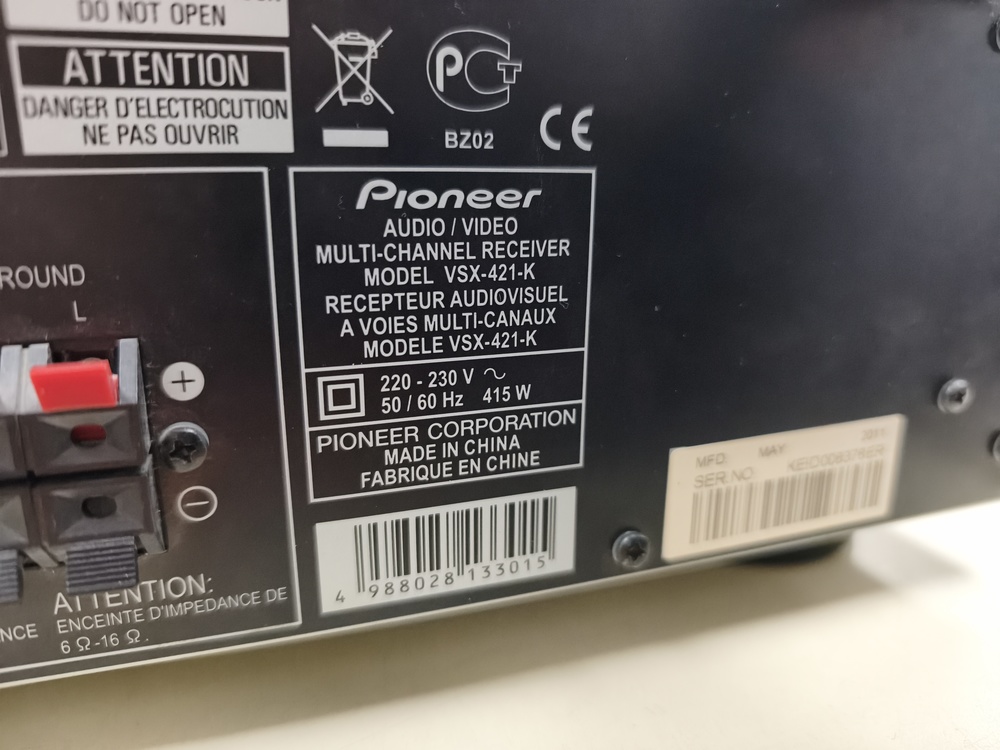 DO NOT OPEN
ATTENTION
DANGER D'ELECTROCUTION
NE PAS OUVRIR
PCT
BZ02
CE
Pioneer
AUDIO / VIDEO
MULTI-CHANNEL RECEIVER
MODEL VSX-421-K
RECEPTEUR AUDIOVISUEL
A VOIES MULTI-CANAUX
MODELE VSX-421-K
220 - 230 V ~
50 / 60 Hz 415 W
PIONEER CORPORATION
MADE IN CHINA
FABRIQUE EN CHINE
4 988028 133015
ROUND
L
+
−
ATTENTION:
NCE ENCEINTE D'IMPEDANCE DE
6 Ω -16 Ω .
MFD: MAY 2011
SER.NO.